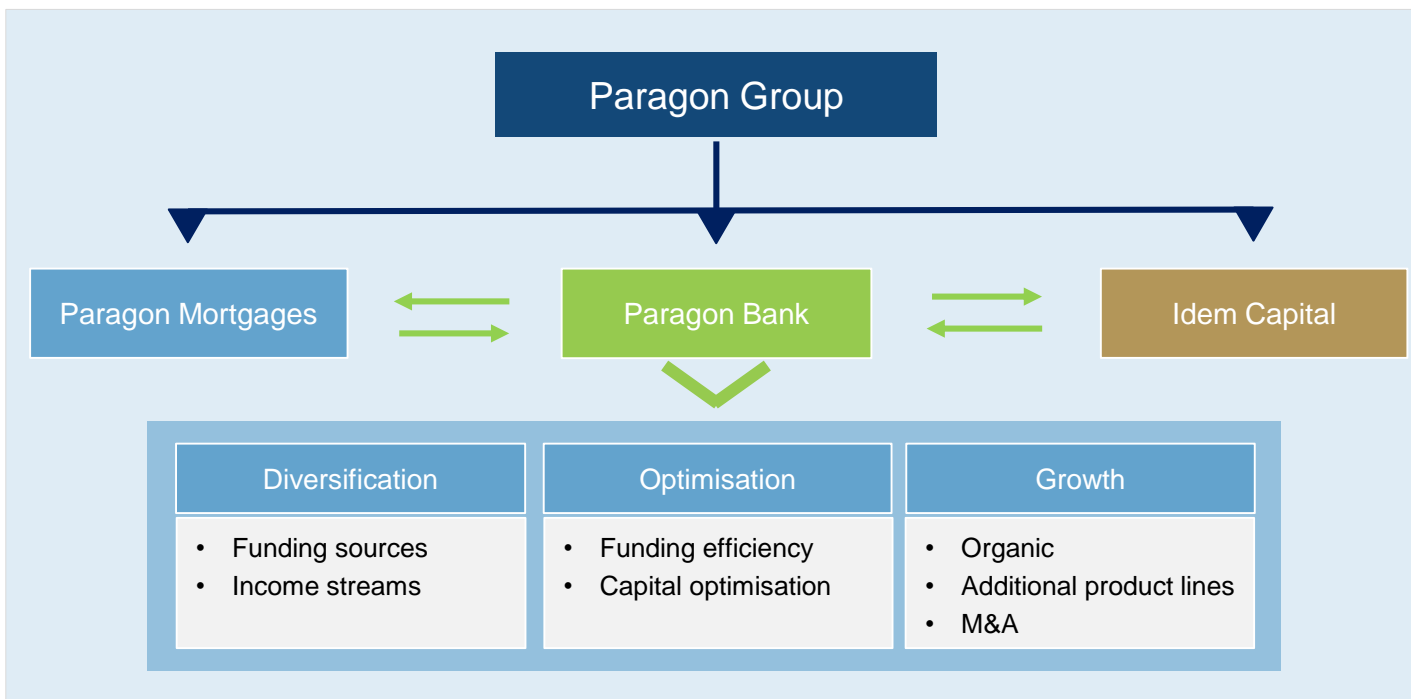 Paragon Group
Paragon Mortgages
Paragon Bank
Idem Capital
Diversification
• Funding sources
• Income streams
Optimisation
• Funding efficiency
• Capital optimisation
Growth
• Organic
• Additional product lines
• M&A